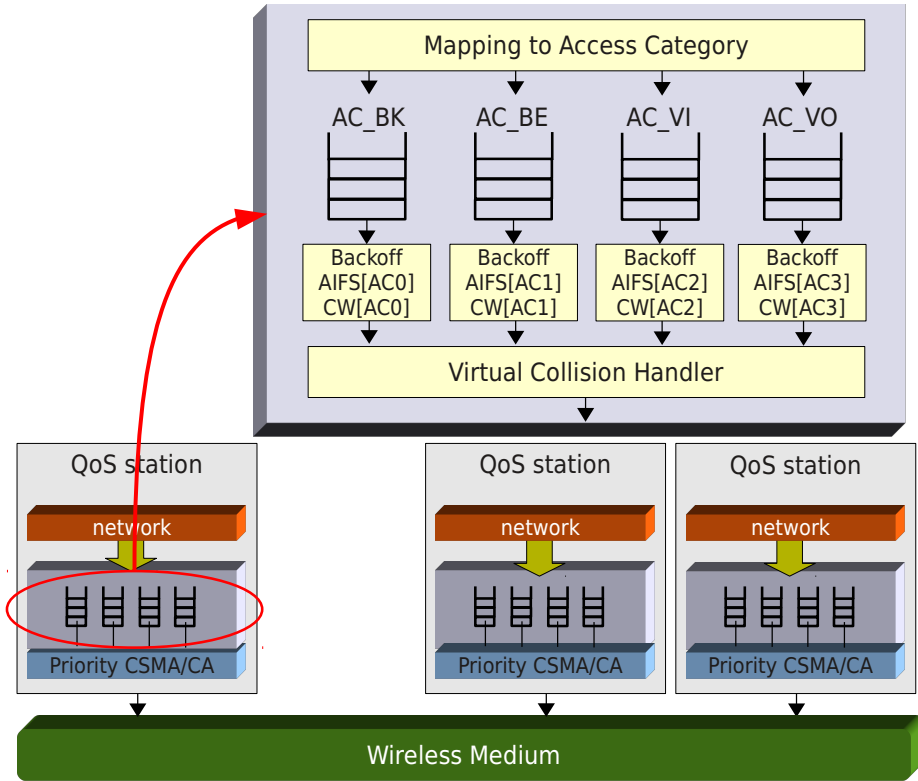 Mapping to Access Category
AC_BK AC_BE AC_VI AC_VO
Backoff Backoff Backoff Backoff
AIFS[AC0] AIFS[AC1] AIFS[AC2] AIFS[AC3]
CW[AC0] CW[AC1] CW[AC2] CW[AC3]
Virtual Collision Handler
QoS station QoS station QoS station
network network network
Priority CSMA/CA Priority CSMA/CA Priority CSMA/CA
Wireless Medium